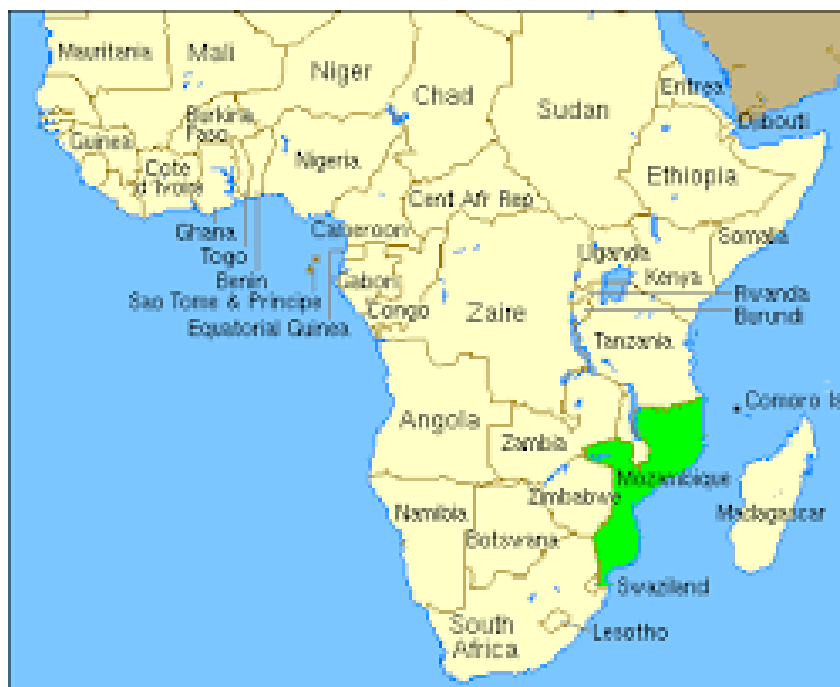 Mauritania
Mali
Niger
Chad
Sudan
Eritrea
Djibouti
Burkina
Faso
Guinea
Cote
d'Ivoire
Nigeria
Ethiopia
Cent Afr Rep
Ghana
Cameroon
Togo
Benin
Uganda
Somalia
Sao Tome & Principe
Gabon
Kenya
Equatorial Guinea
Congo
Zaire
Rwanda
Burundi
Tanzania
Comoro Is
Angola
Zambia
Mozambique
Zimbabwe
Namibia
Madagascar
Botswana
Swaziland
South
Africa
Lesotho